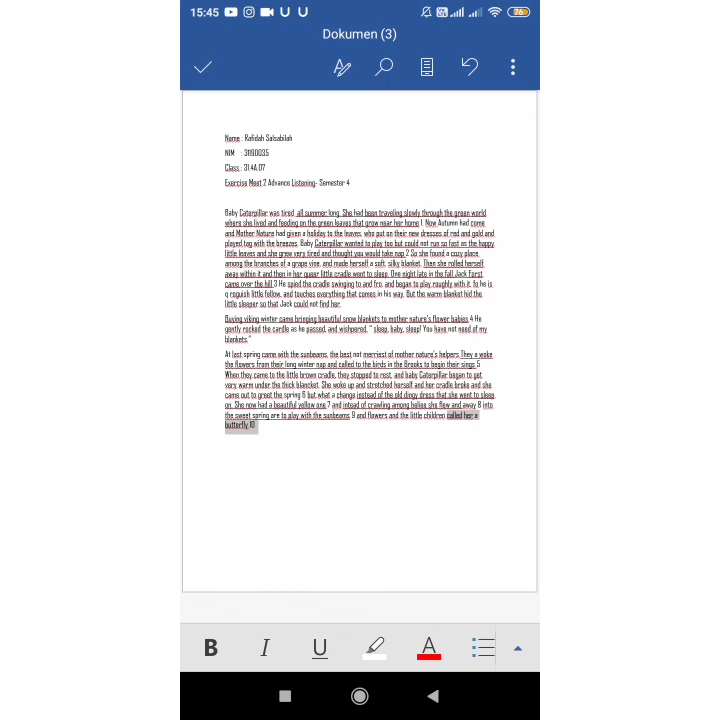 15:45
76
Dokumen (3)
Name : Rafidah Salsabilah
NIM : 31190035
Class : 31.4A.07
Exercise Meet 2 Advance Listening- Semester 4
Baby Caterpillar was tired all summer long. She had been traveling slowly through the green world
where she lived and feeding on the green leaves that grow near her home 1. Now Autumn had come
and Mother Nature had given a holiday to the leaves, who put on their new dresses of red and gold and
played tag with the breezes. Baby Caterpillar wanted to play too but could not run so fast as the happy
little leaves and she grew very tired and thought you would take nap 2 So she found a cozy place,
among the branches of a grape vine, and made herself a soft, silky blanket. Then she rolled herself
away within it and then in her queer little cradle went to sleep. One night late in the fall Jack Furst
came over the hill 3 He spied the cradle swinging to and fro, and began to play roughly with it, fo he is
q roguish little fellow, and touches everything that comes in his way. But the warm blanket hid the
little sleeper so that Jack could not find her.
Buying viking winter came bringing beautiful snow blankets to mother nature's flower babies 4 He
gently rocked the cardle as he passed, and wishpered, " sleep, baby, sleep! You have not need of my
blankets."
At last spring came with the sunbeams, the best not merriest of mother nature's helpers They a woke
the flowers from their long winter nap and called to the birds in the Brooks to begin their sings 5
When they came to the little brown cradle, they stopped to rest, and baby Caterpillar began to get
very warm under the thick blancket. She woke up and stretched herself and her cradle broke and she
came out to greet the spring 6 but what a change instead of the old dingy dress that she went to sleep
on. She now had a beautiful yellow one 7 and intead of crawling among belies she flow and away 8 into
the sweet spring are to play with the sunbeams 9 and flowers and the little children called her a
butterfly 10
B I U A